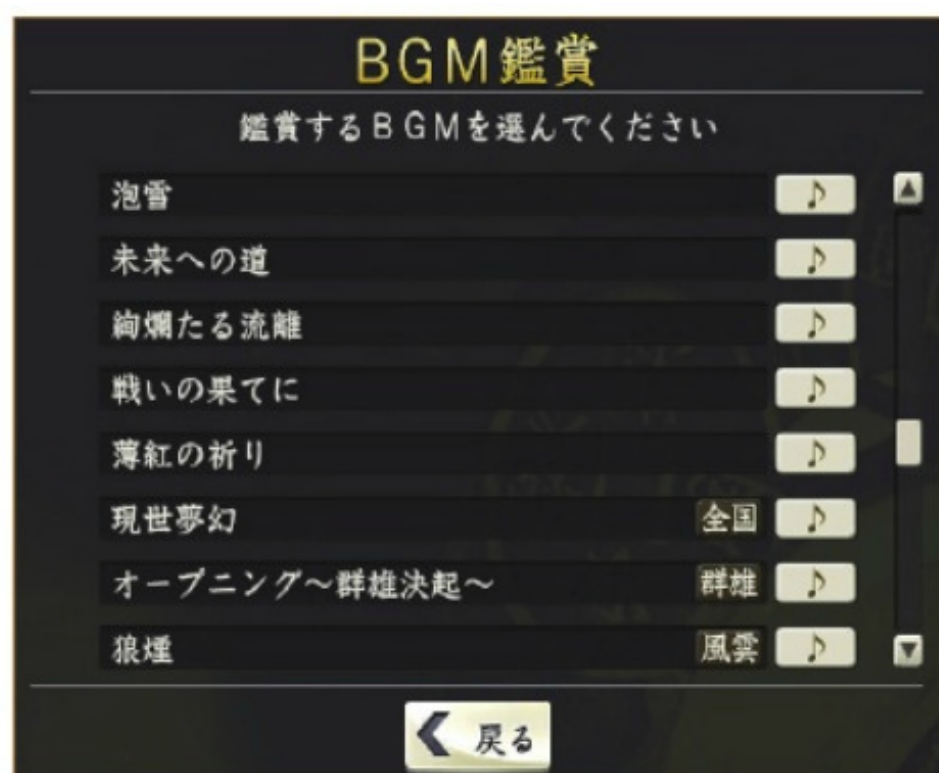 BGM鑑賞
鑑賞するBGMを選んでください
泡雪
未来への道
絢爛たる流離
戦いの果てに
薄紅の祈り
現世夢幻 全国
オープニング～群雄決起～ 群雄
狼煙 風雲
戻る